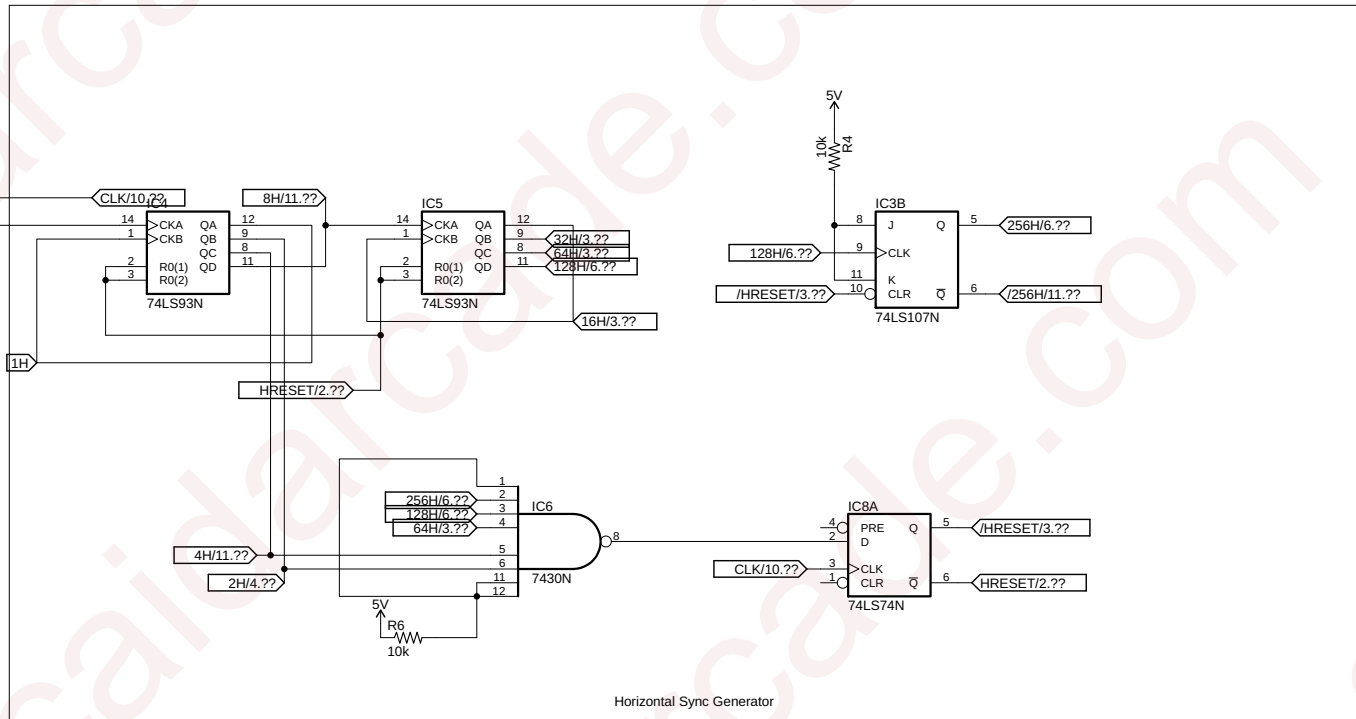 5V
10k
R4
CLK/10.??
8H/11.??
IC4
14 CKA QA 12
1 CKB QB 9
QC 8
2 R0(1) QD 11
3 R0(2)
74LS93N
IC5
14 CKA QA 12
1 CKB QB 9
QC 8
2 R0(1) QD 11
3 R0(2)
74LS93N
32H/3.??
64H/3.??
128H/6.??
16H/3.??
1H
HRESET/2.??
IC3B
8 J Q 5
9 CLK
11 K
10 CLR Q 6
74LS107N
128H/6.??
/HRESET/3.??
256H/6.??
/256H/11.??
256H/6.??
128H/6.??
64H/3.??
4H/11.??
2H/4.??
1
2
3
4
5
6
11
12
IC6
8
7430N
5V
R6
10k
IC8A
4 PRE Q 5
2 D
3 CLK
1 CLR Q 6
74LS74N
CLK/10.??
/HRESET/3.??
HRESET/2.??
Horizontal Sync Generator
caidarcade.com